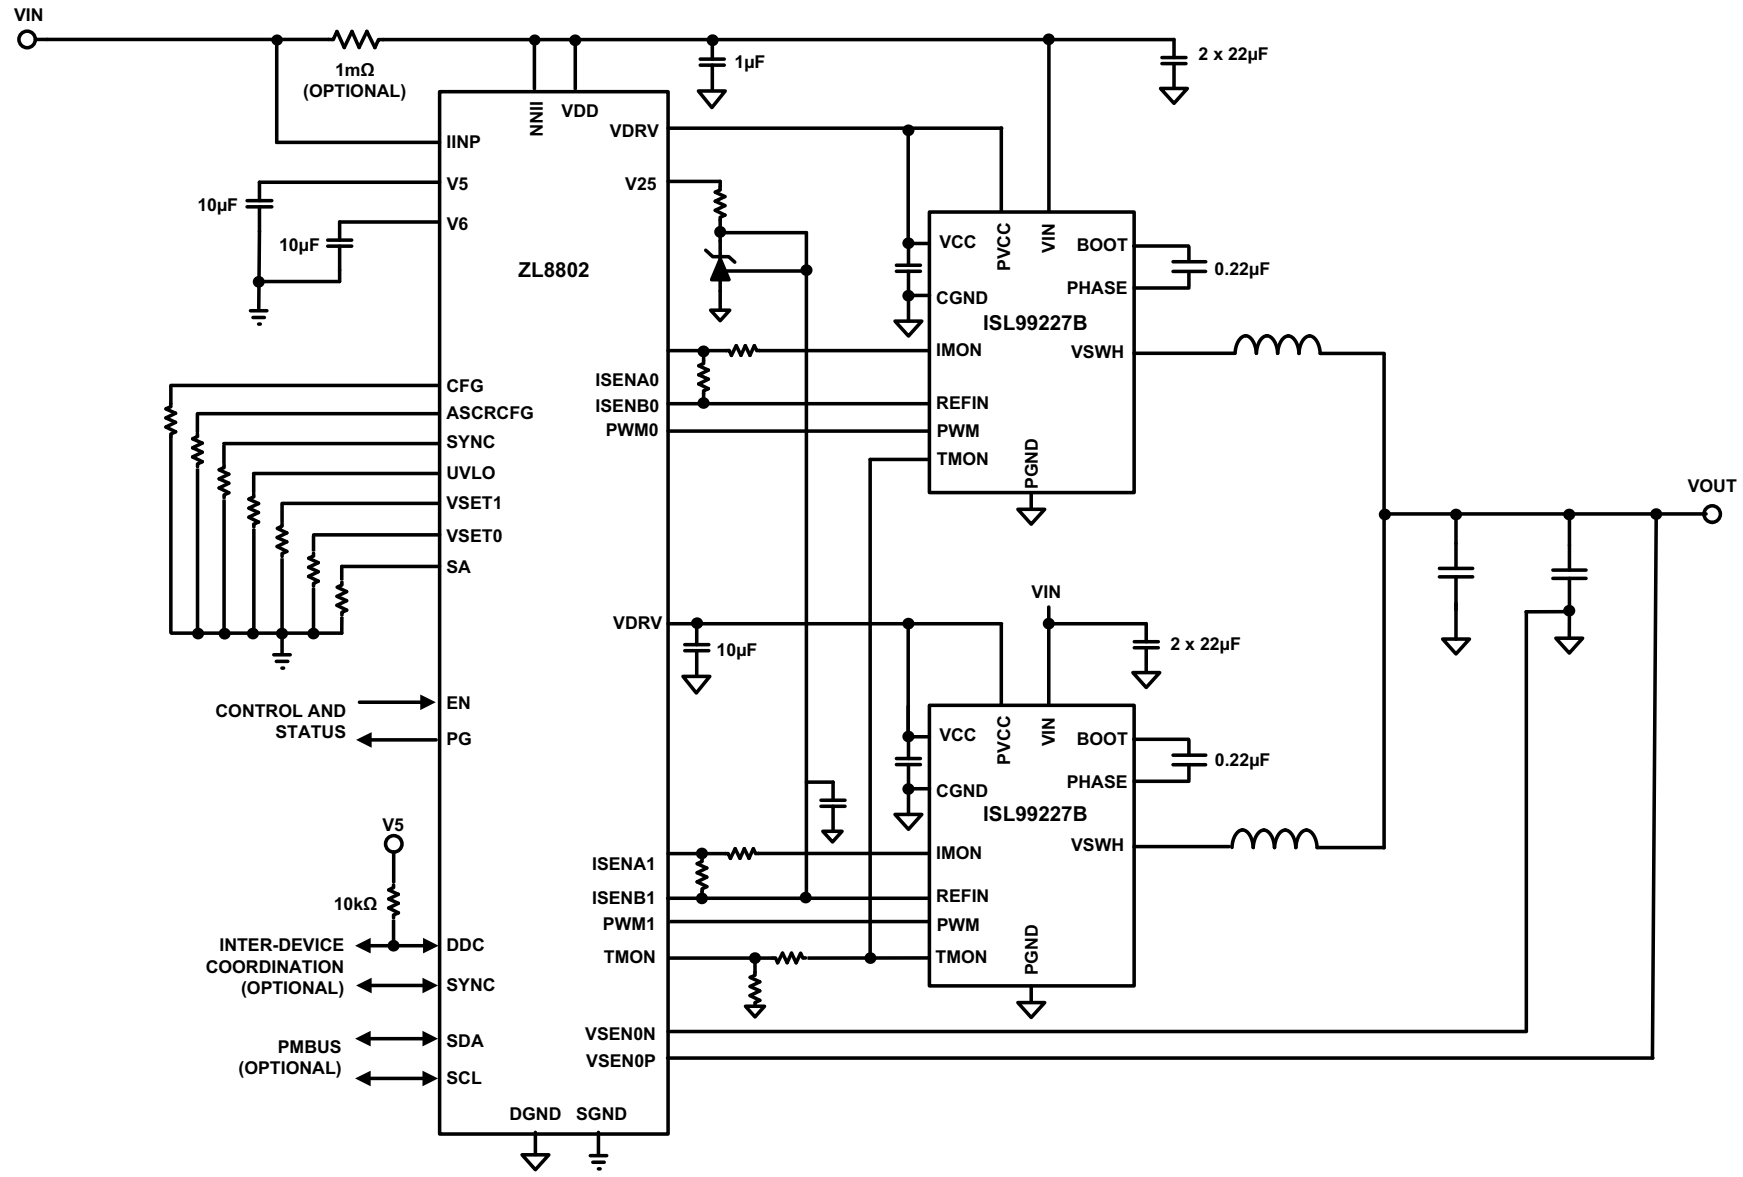 VIN
1mΩ
(OPTIONAL)
1µF
2 x 22µF
IINN
VDD
VDRV
IINP
V5
V25
10µF
V6
10µF
ZL8802
VCC
PVCC
VIN
BOOT
0.22µF
PHASE
CGND
ISL99227B
IMON
VSWH
ISENA0
CFG
ISENB0
REFIN
ASCRCFG
PWM0
PWM
SYNC
TMON
PGND
UVLO
VSET1
VSET0
SA
VOUT
VIN
VDRV
10µF
2 x 22µF
EN
CONTROL AND
STATUS
PG
VCC
PVCC
VIN
BOOT
0.22µF
PHASE
CGND
ISL99227B
V5
VSWH
IMON
ISENA1
10kΩ
ISENB1
REFIN
PWM1
PWM
INTER-DEVICE
COORDINATION
(OPTIONAL)
DDC
TMON
TMON
PGND
SYNC
VSEN0N
PMBUS
(OPTIONAL)
SDA
VSEN0P
SCL
DGND
SGND